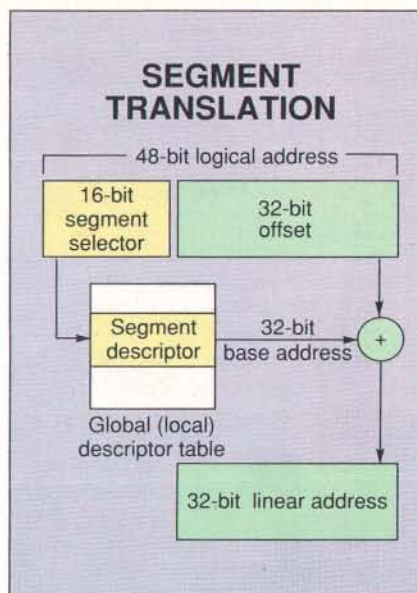 SEGMENT
TRANSLATION
48-bit logical address
16-bit
segment
selector
32-bit
offset
Segment
descriptor
32-bit
base address
+
Global (local)
descriptor table
32-bit linear address